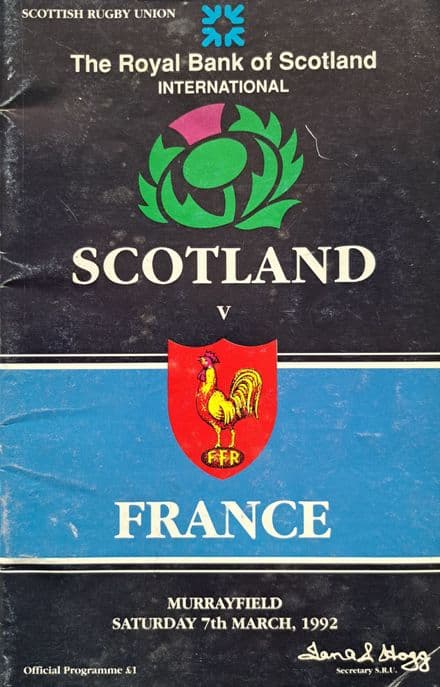 SCOTTISH RUGBY UNION
The Royal Bank of Scotland
INTERNATIONAL
SCOTLAND
v
F F R
FRANCE
MURRAYFIELD
SATURDAY 7th MARCH, 1992
Official Programme £1
Secretary S.R.U.